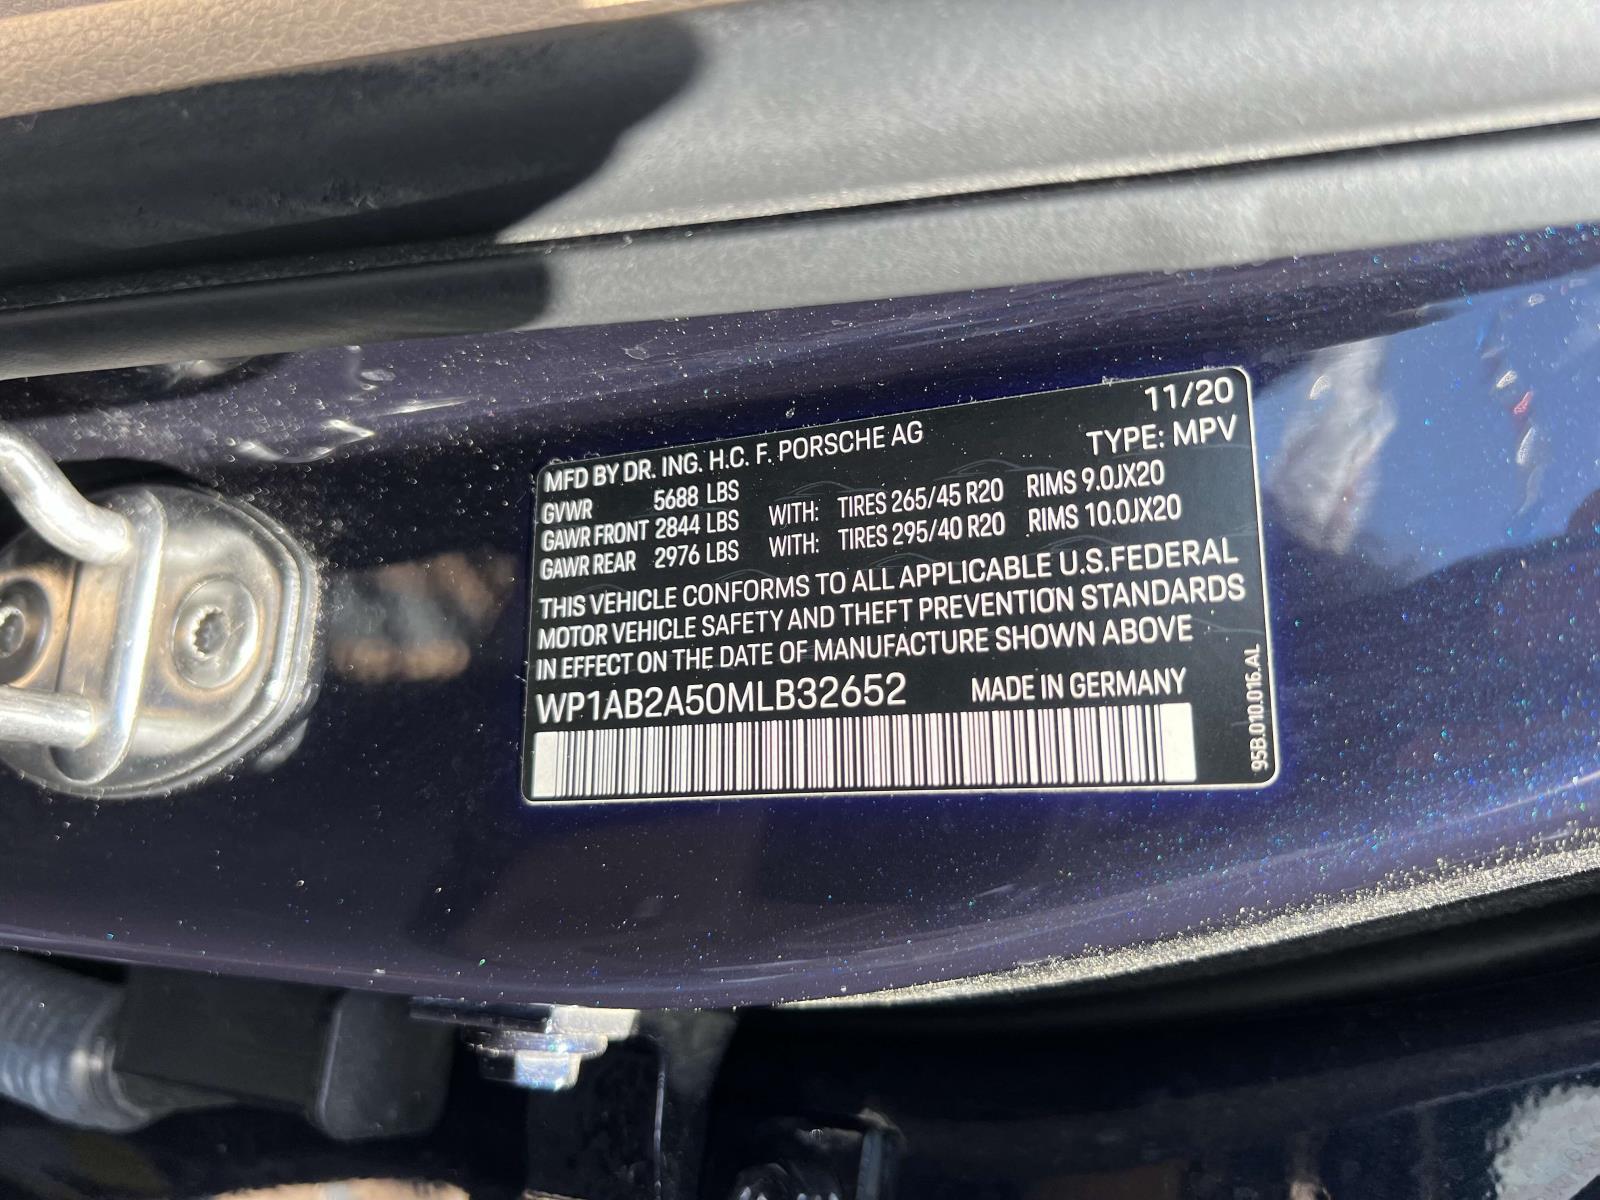 11/20
MFD BY DR. ING. H.C. F. PORSCHE AG TYPE: MPV
GVWR 5688 LBS
GAWR FRONT 2844 LBS WITH: TIRES 265/45 R20 RIMS 9.0JX20
GAWR REAR 2976 LBS WITH: TIRES 295/40 R20 RIMS 10.0JX20
THIS VEHICLE CONFORMS TO ALL APPLICABLE U.S.FEDERAL
MOTOR VEHICLE SAFETY AND THEFT PREVENTION STANDARDS
IN EFFECT ON THE DATE OF MANUFACTURE SHOWN ABOVE
WP1AB2A50MLB32652 MADE IN GERMANY
95B.010.016.AL